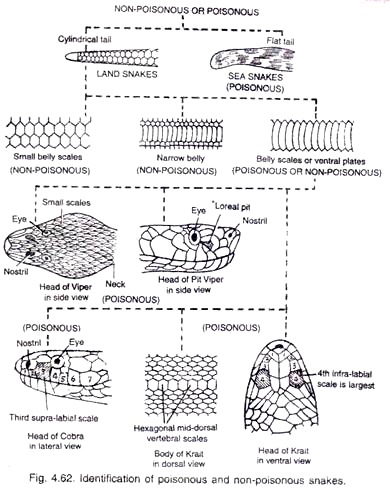 NON-POISONOUS OR POISONOUS
Cylindrical tail
Flat tail
LAND SNAKES
SEA SNAKES
(POISONOUS)
Small belly scales
(NON-POISONOUS)
Narrow belly
(NON-POISONOUS)
Belly scales or ventral plates
(POISONOUS OR NON-POISONOUS)
Small scales
Eye
Nostril
Neck
Head of Viper
in side view
Loreal pit
Eye
Nostril
Head of Pit Viper
in side view
(POISONOUS)
(POISONOUS)
(POISONOUS)
Nostril
Eye
3
4
5
6
7
Third supra-labial scale
Head of Cobra
in lateral view
Hexagonal mid-dorsal
vertebral scales
Body of Krait
in dorsal view
4th infra-labial
scale is largest
Head of Krait
in ventral view
Fig. 4.62. Identification of poisonous and non-poisonous snakes.